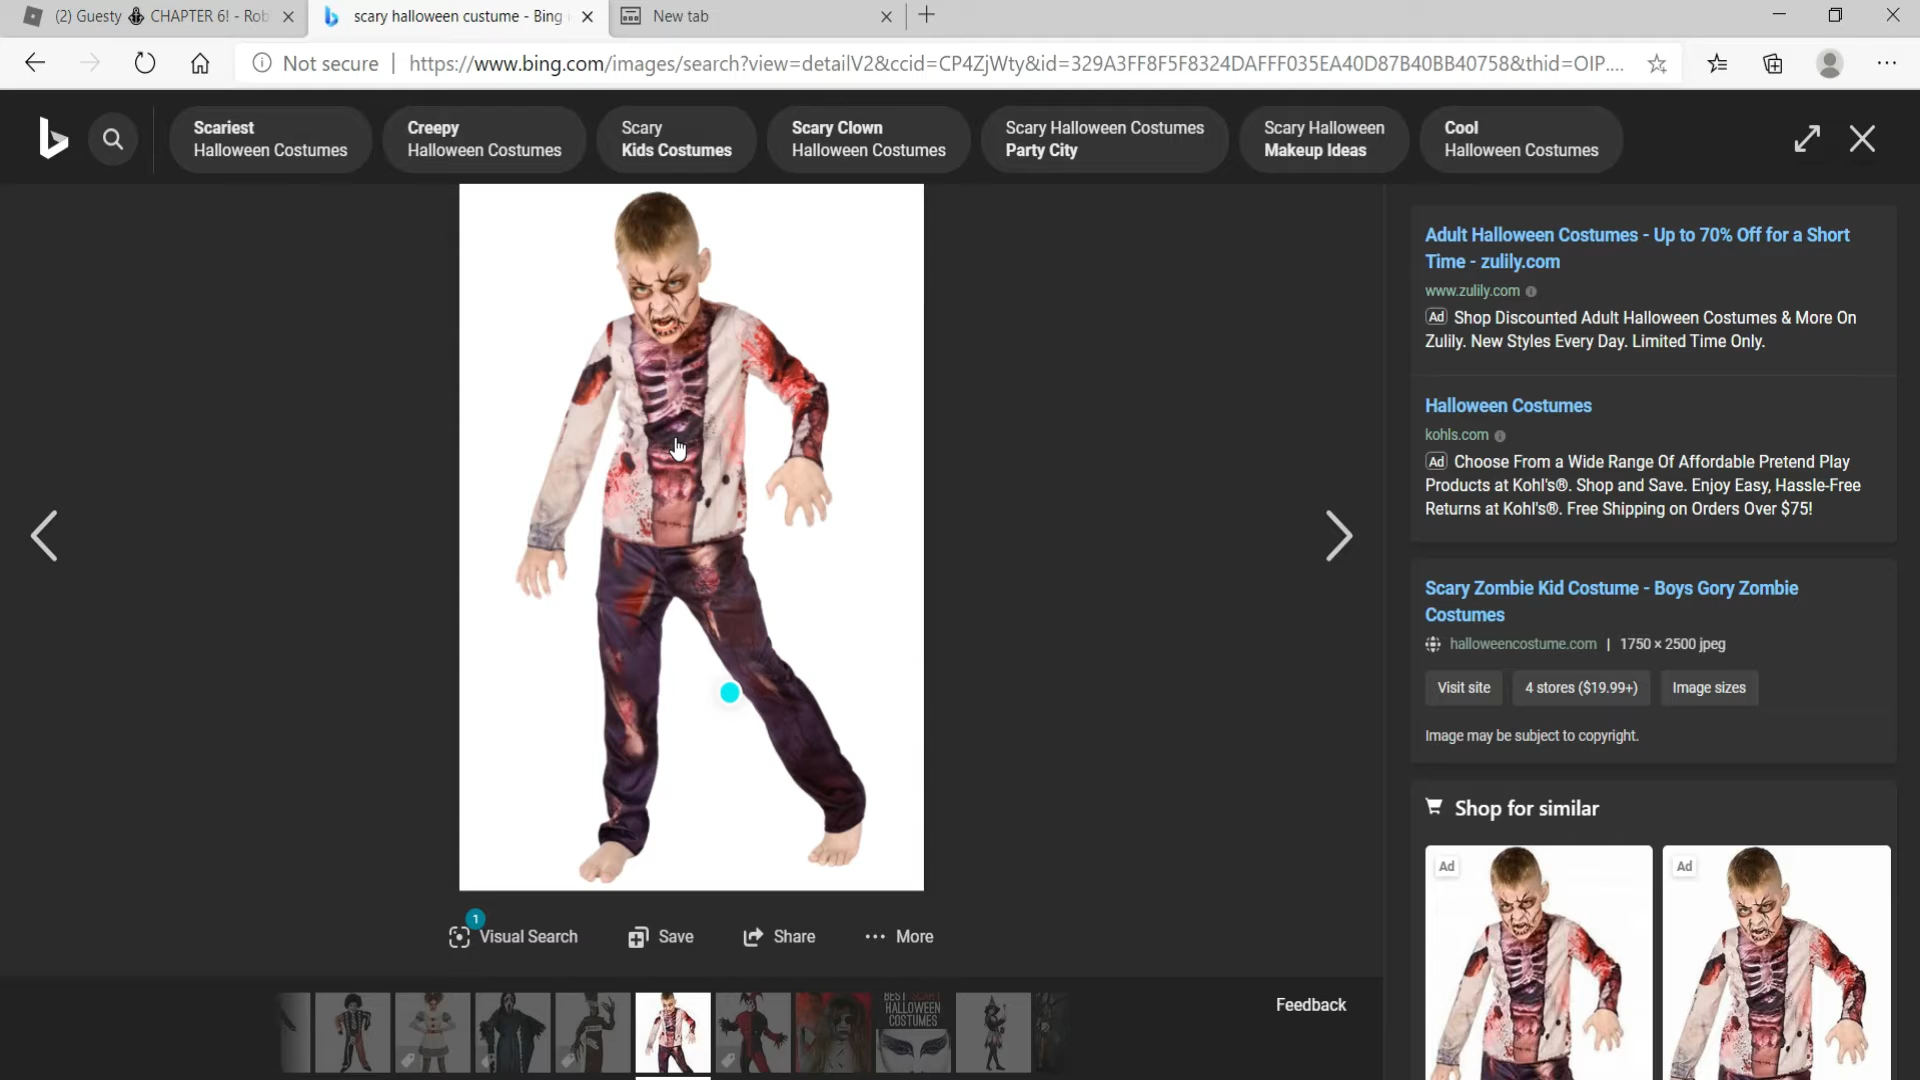 (2) Guesty CHAPTER 6! - Rob
scary halloween custume - Bing
New tab
Not secure
https://www.bing.com/images/search?view=detailV2&ccid=CP4ZjWty&id=329A3FF8F5F8324DAFFF035EA40D87B40BB40758&thid=OIP....
Scariest
Halloween Costumes
Creepy
Halloween Costumes
Scary
Kids Costumes
Scary Clown
Halloween Costumes
Scary Halloween Costumes
Party City
Scary Halloween
Makeup Ideas
Cool
Halloween Costumes
Adult Halloween Costumes - Up to 70% Off for a Short
Time - zulily.com
www.zulily.com
Ad Shop Discounted Adult Halloween Costumes & More On
Zulily. New Styles Every Day. Limited Time Only.
Halloween Costumes
kohls.com
Ad Choose From a Wide Range Of Affordable Pretend Play
Products at Kohl's®. Shop and Save. Enjoy Easy, Hassle-Free
Returns at Kohl's®. Free Shipping on Orders Over $75!
Scary Zombie Kid Costume - Boys Gory Zombie
Costumes
halloweencostume.com | 1750 × 2500 jpeg
Visit site
4 stores ($19.99+)
Image sizes
Image may be subject to copyright.
Shop for similar
Ad
Ad
1
Visual Search
Save
Share
More
BEST SCARY
HALLOWEEN
COSTUMES
Feedback